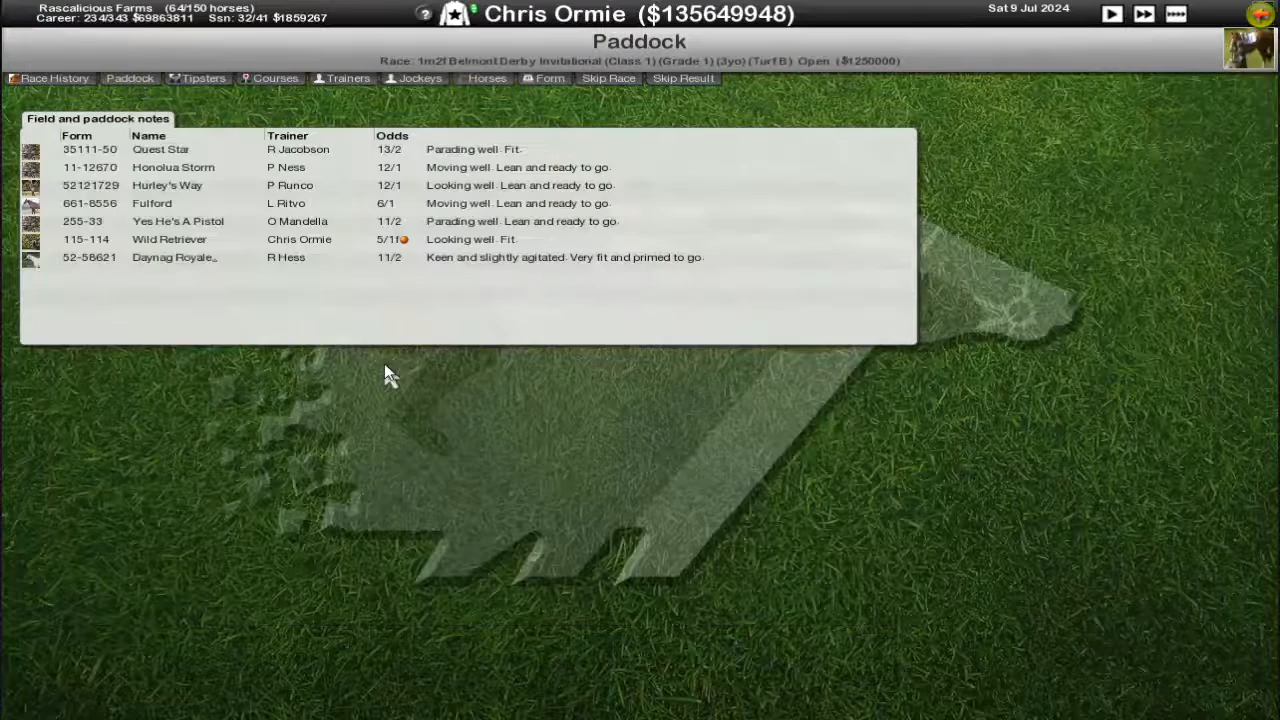 Rascalicious Farms (64/150 horses)
Career: 234/343 $69863811 Ssn: 32/41 $1859267
? Chris Ormie ($135649948)
Sat 9 Jul 2024
Paddock
Race: 1m2f Belmont Derby Invitational (Class 1) (Grade 1) (3yo) (Turf B) Open ($1250000)
Race History Paddock Tipsters Courses Trainers Jockeys Horses Form Skip Race Skip Result
Field and paddock notes
Form Name Trainer Odds
35111-50 Quest Star R Jacobson 13/2 Parading well. Fit.
11-12670 Honolua Storm P Ness 12/1 Moving well. Lean and ready to go.
52121729 Hurley's Way P Runco 12/1 Looking well. Lean and ready to go.
661-8556 Fulford L Ritvo 6/1 Moving well. Lean and ready to go.
255-33 Yes He's A Pistol O Mandella 11/2 Parading well. Lean and ready to go.
115-114 Wild Retriever Chris Ormie 5/1f Looking well. Fit.
52-58621 Daynag Royale.. R Hess 11/2 Keen and slightly agitated. Very fit and primed to go.